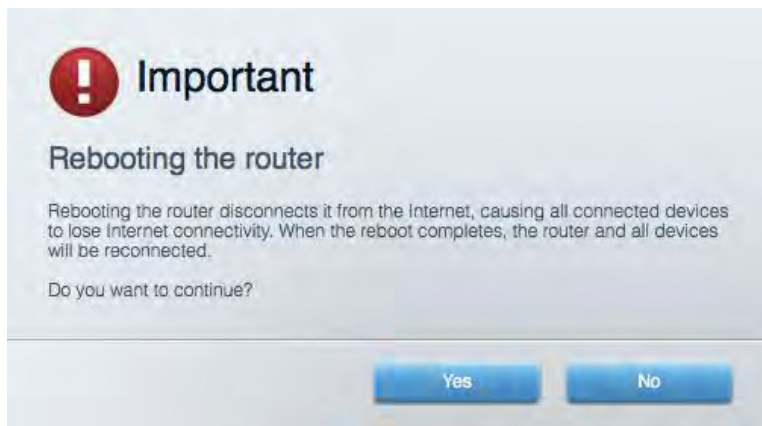 Important
Rebooting the router
Rebooting the router disconnects it from the Internet, causing all connected devices
to lose Internet connectivity. When the reboot completes, the router and all devices
will be reconnected.
Do you want to continue?
Yes No